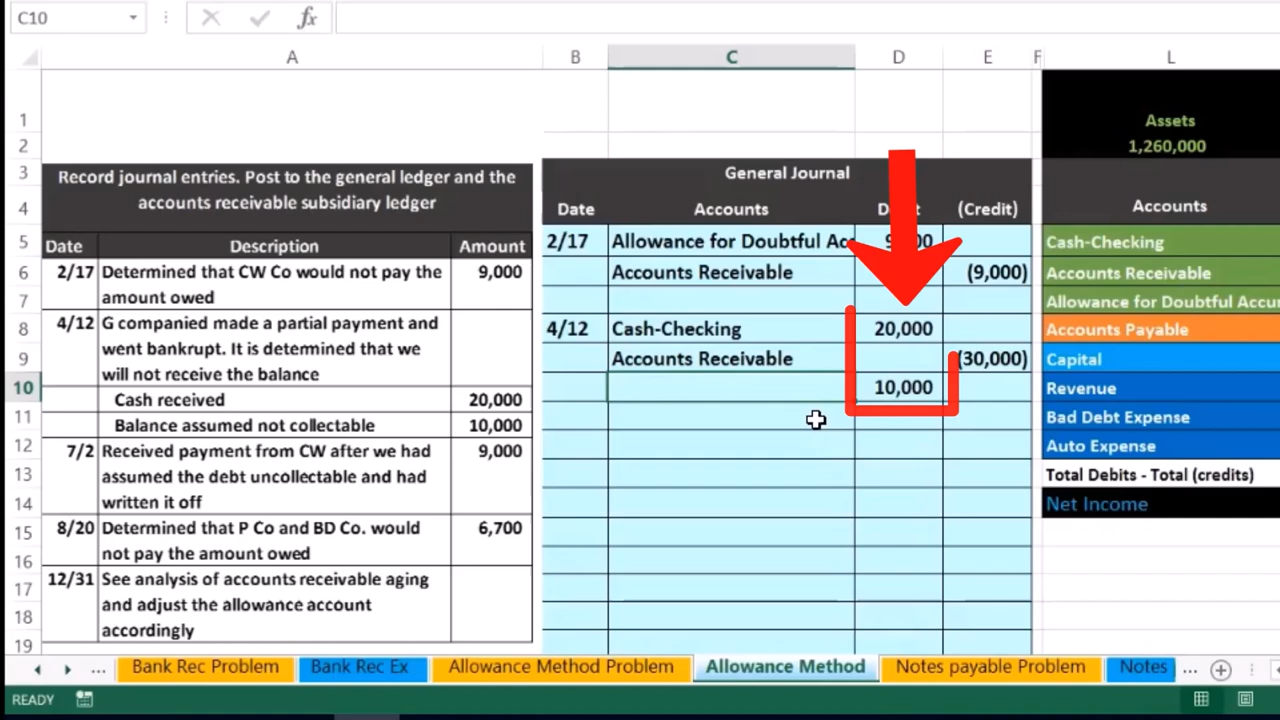 C10
fx
A B C D E F L
1
Assets
2
1,260,000
3
Record journal entries. Post to the general ledger and the
General Journal
4
accounts receivable subsidiary ledger
Date Accounts (Credit)
Accounts
5
Date Description Amount
2/17 Allowance for Doubtful
Cash-Checking
6
2/17 Determined that CW Co would not pay the 9,000
Accounts Receivable (9,000)
Accounts Receivable
7
amount owed
Allowance for Doubtful
8
4/12 G companied made a partial payment and
4/12 Cash-Checking 20,000
Accounts Payable
9
went bankrupt. It is determined that we
Accounts Receivable (30,000)
Capital
10
will not receive the balance
10,000
Revenue
11
Cash received 20,000
Balance assumed not collectable 10,000
Bad Debt Expense
12
7/2 Received payment from CW after we had 9,000
Auto Expense
13
assumed the debt uncollectable and had
Total Debits - Total (credits)
14
written it off
Net Income
15
8/20 Determined that P Co and BD Co. would 6,700
16
not pay the amount owed
17
12/31 See analysis of accounts receivable aging
18
and adjust the allowance account
19
accordingly
... Bank Rec Problem Bank Rec Ex Allowance Method Problem Allowance Method Notes payable Problem Notes ...
READY